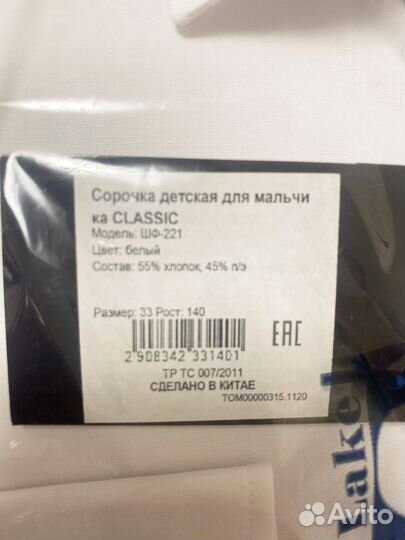 Сорочка детская для мальчи
ка CLASSIC
Модель: ШФ-221
Цвет: белый
Состав: 55% хлопок, 45% п/э
Размер: 33 Рост: 140
2 908342 331401
EAC
ТР ТС 007/2011
СДЕЛАНО В КИТАЕ
ТОМ00000315.1120
Lakel
Avito